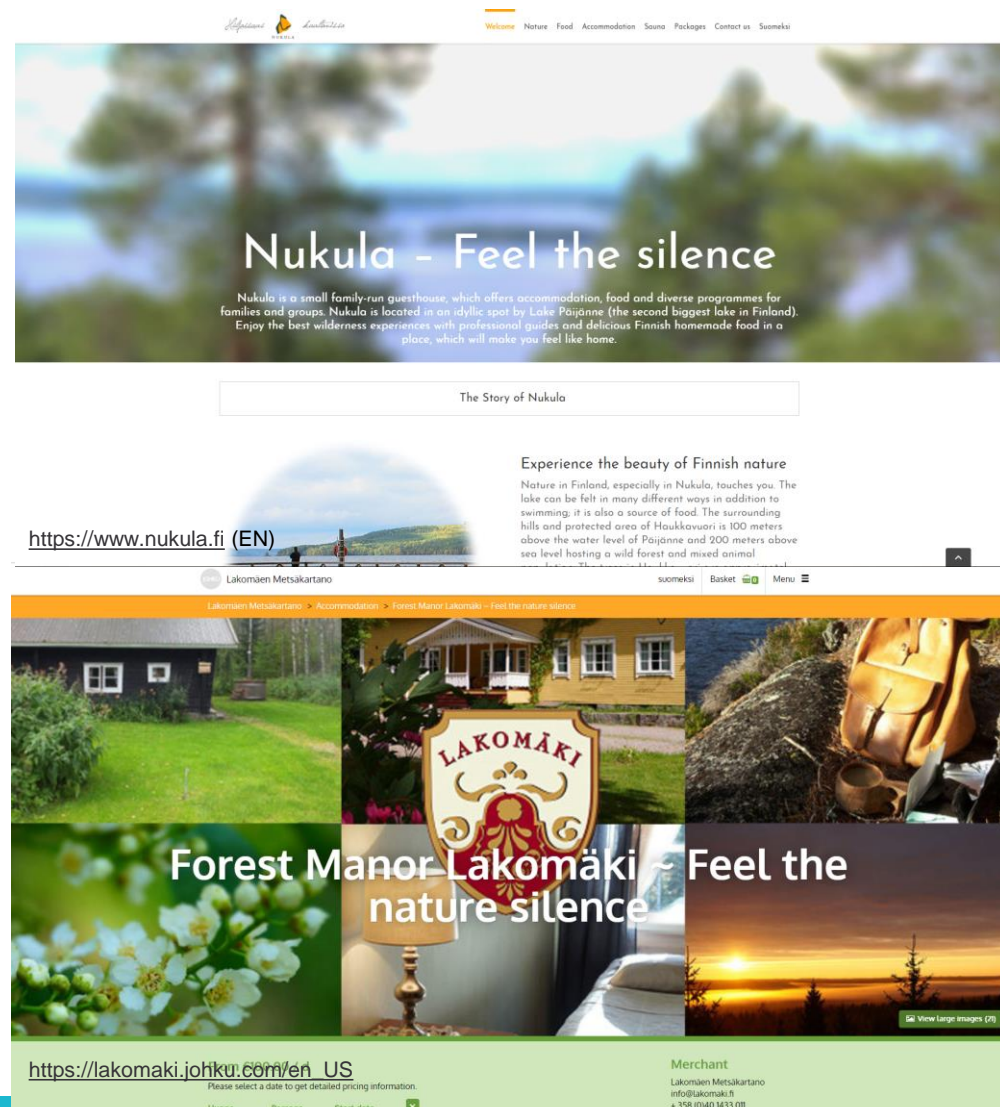 NUKULA
Welcome Nature Food Accommodation Sauna Packages Contact us Suomeksi
Nukula – Feel the silence
Nukula is a small family-run guesthouse, which offers accommodation, food and diverse programmes for
families and groups. Nukula is located in an idyllic spot by Lake Päijänne (the second biggest lake in Finland).
Enjoy the best wilderness experiences with professional guides and delicious Finnish homemade food in a
place, which will make you feel like home.
The Story of Nukula
Experience the beauty of Finnish nature
Nature in Finland, especially in Nukula, touches you. The
lake can be felt in many different ways in addition to
swimming; it is also a source of food. The surrounding
hills and protected area of Haukkavuori is 100 meters
above the water level of Päijänne and 200 meters above
sea level hosting a wild forest and mixed animal
https://www.nukula.fi (EN)
Lakomäen Metsäkartano suomeksi Basket 0 Menu
Lakomäen Metsäkartano > Accommodation > Forest Manor Lakomäki ~ Feel the nature silence
LAKOMÄKI
Forest Manor Lakomäki ~ Feel the
nature silence
View large images (21)
https://lakomaki.johku.com/en_US
Please select a date to get detailed pricing information.
Merchant
Lakomäen Metsäkartano
info@lakomaki.fi
+ 358 (0)40 1433 011